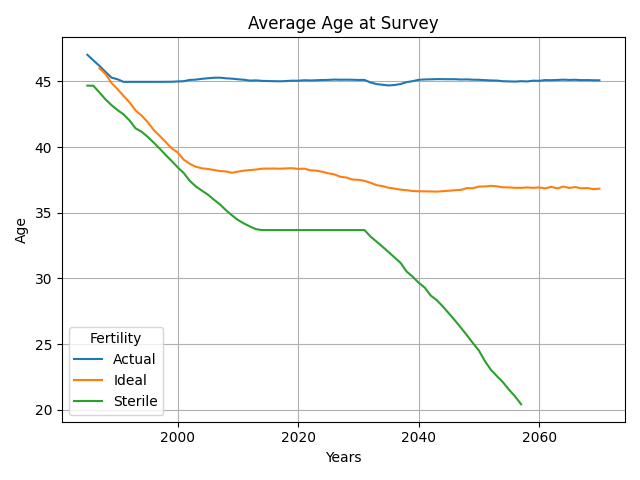 Average Age at Survey
Age
45
40
35
30
25
20
Fertility
Actual
Ideal
Sterile
2000 2020 2040 2060
Years